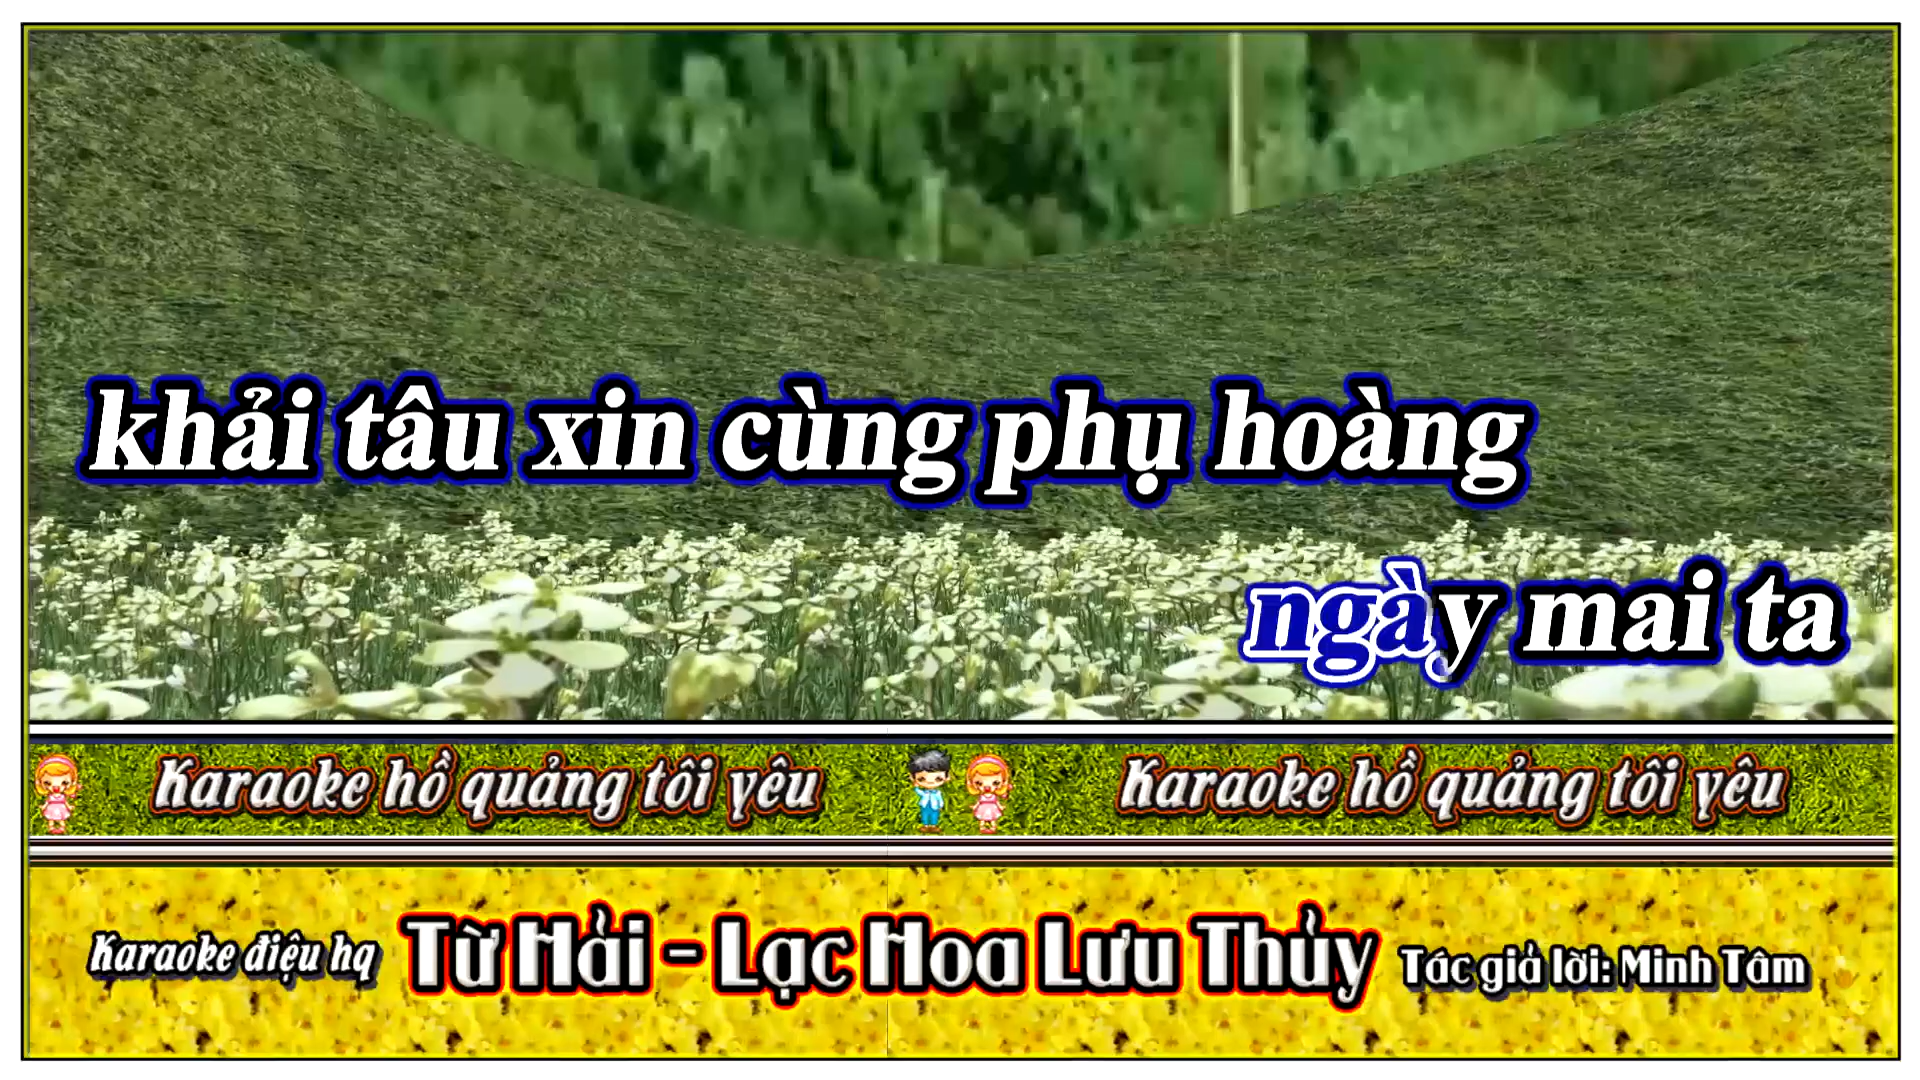 khải tâu xin cùng phụ hoàng
ngày mai ta
Karaoke hồ quảng tôi yêu Karaoke hồ quảng tôi yêu
Karaoke điệu hq Từ Hải - Lạc Hoa Lưu Thủy Tác giả lời: Minh Tâm